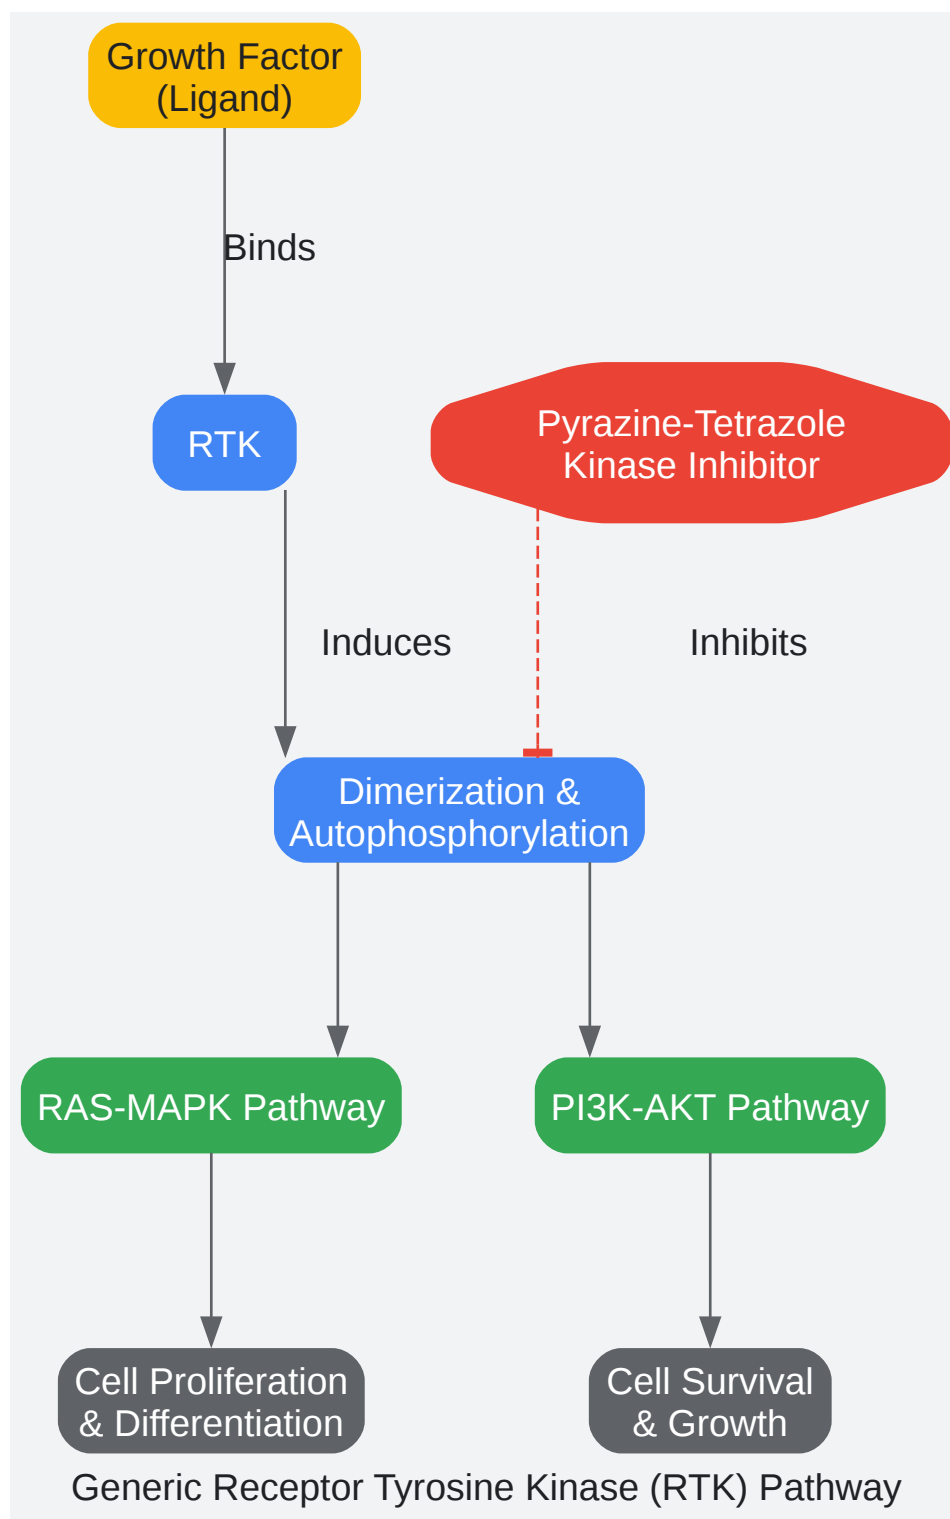 Growth Factor
(Ligand)
Binds
RTK
Pyrazine-Tetrazole
Kinase Inhibitor
Induces
Inhibits
Dimerization &
Autophosphorylation
RAS-MAPK Pathway
PI3K-AKT Pathway
Cell Proliferation
& Differentiation
Cell Survival
& Growth
Generic Receptor Tyrosine Kinase (RTK) Pathway